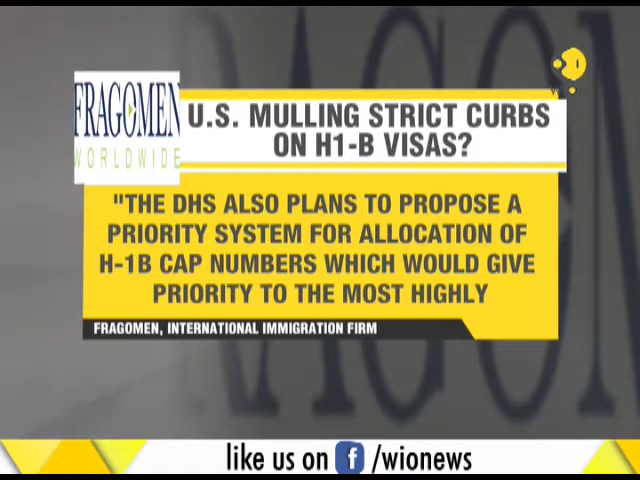 FRAGOMEN
WORLDWIDE
U.S. MULLING STRICT CURBS
ON H1-B VISAS?
"THE DHS ALSO PLANS TO PROPOSE A
PRIORITY SYSTEM FOR ALLOCATION OF
H-1B CAP NUMBERS WHICH WOULD GIVE
PRIORITY TO THE MOST HIGHLY
FRAGOMEN, INTERNATIONAL IMMIGRATION FIRM
like us on f /wionews